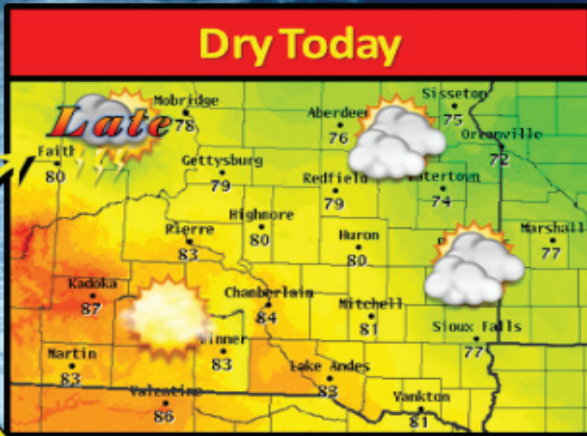 Dry Today
Sisseton
75
Mobridge
78
Late
Aberdeen
76
Ortonville
72
Faith
80
Gettysburg
79
Redfield
79
Watertown
74
Highmore
80
Pierre
83
Huron
80
Marshall
77
Kadoka
87
Chamberlain
84
Mitchell
81
Sioux Falls
77
Winner
83
Martin
83
Lake Andes
83
Valentine
86
Yankton
81